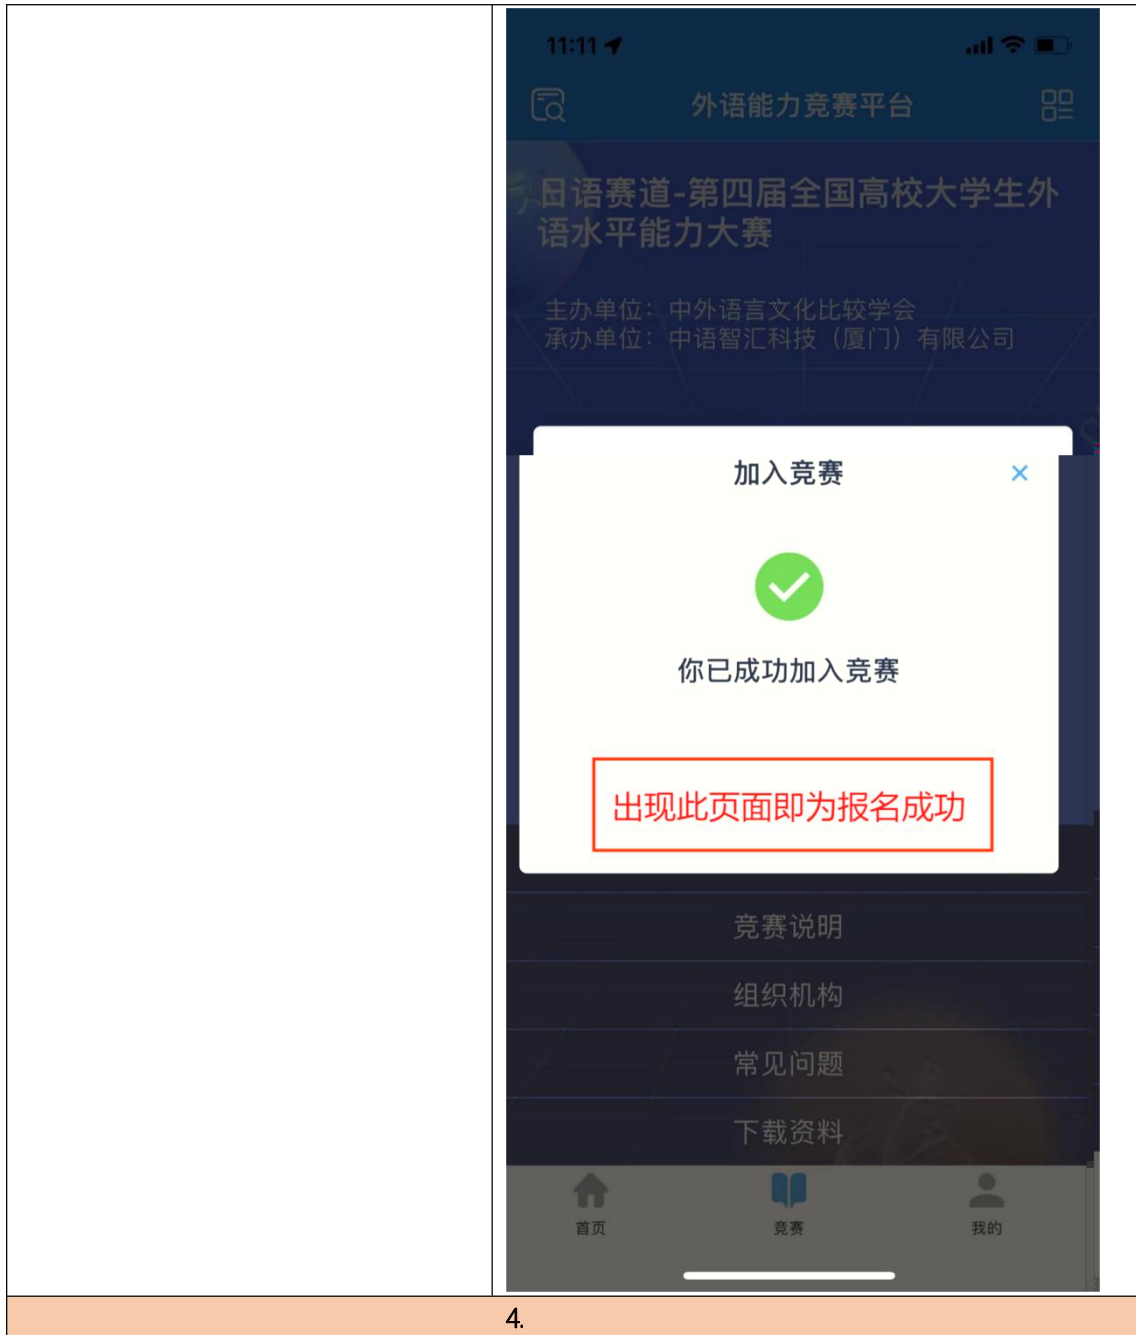 11:11
外语能力竞赛平台
日语赛道-第四届全国高校大学生外
语水平能力大赛
主办单位：中外语言文化比较学会
承办单位：中语智汇科技（厦门）有限公司
加入竞赛
你已成功加入竞赛
出现此页面即为报名成功
竞赛说明
组织机构
常见问题
下载资料
首页
竞赛
我的
4.